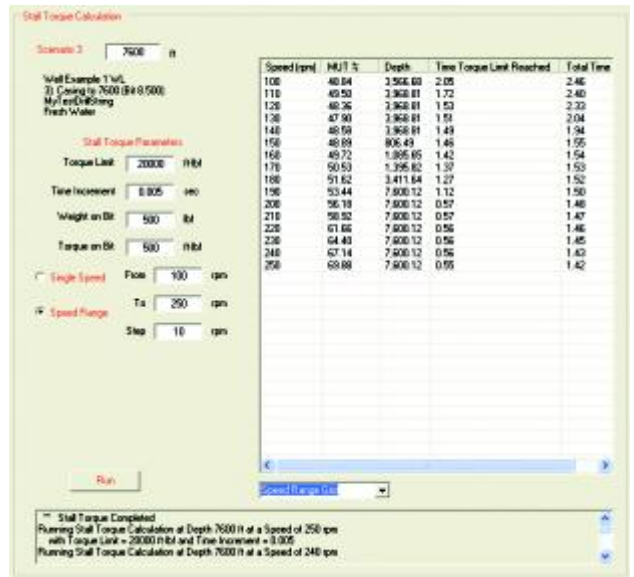 Stall Torque Calculation
Scenario 3 7600 ft
Well Example 1 WL
3) Casing to 7600 (Bit 8.500)
MyTestDrillString
Fresh Water
Stall Torque Parameters
Torque Limit 20000 ft-lbf
Time Increment 0.005 sec
Weight on Bit 500 lbf
Torque on Bit 500 ft-lbf
Single Speed From 100 rpm
Speed Range To 250 rpm
Step 10 rpm
Run
Speed (rpm) MUT % Depth Time Torque Limit Reached Total Time
100 48.84 3,566.60 2.05 2.46
110 49.50 3,968.81 1.72 2.40
120 48.36 3,968.81 1.53 2.33
130 47.90 3,968.81 1.51 2.04
140 48.58 3,968.81 1.49 1.94
150 48.89 806.49 1.46 1.55
160 49.72 1,085.65 1.42 1.54
170 50.53 1,395.82 1.37 1.53
180 51.62 3,411.64 1.27 1.52
190 53.44 7,600.12 1.12 1.50
200 56.18 7,600.12 0.57 1.48
210 58.92 7,600.12 0.57 1.47
220 61.66 7,600.12 0.56 1.46
230 64.40 7,600.12 0.56 1.45
240 67.14 7,600.12 0.56 1.43
250 69.88 7,600.12 0.55 1.42
Speed Range
** Stall Torque Completed
Running Stall Torque Calculation at Depth 7600 ft at a Speed of 250 rpm
with Torque Limit = 20000 ft-lbf and Time Increment = 0.005
Running Stall Torque Calculation at Depth 7600 ft at a Speed of 240 rpm